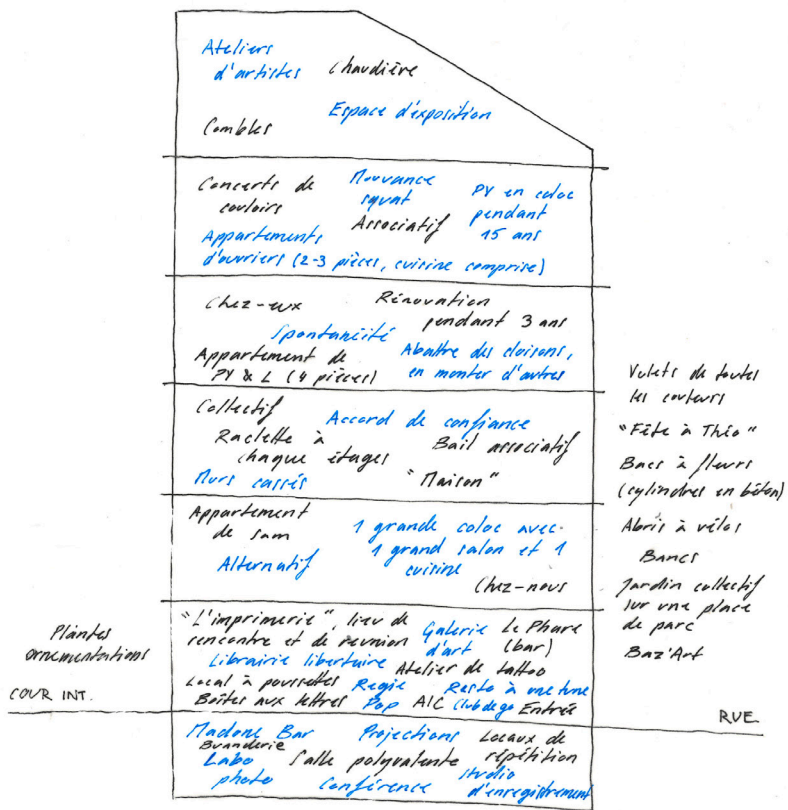 Ateliers
d'artistes Chaudière
Espace d'exposition
Combles
Concerts de
couloirs
Mouvance
squat
Associatif
PY en coloc
pendant
15 ans
Appartements
d'ouvriers (2-3 pièces, cuisine comprise)
Chez-eux
Rénovation
pendant 3 ans
Spontanéité
Appartement de
PY & L (4 pièces)
Abattre des cloisons,
en monter d'autres
Collectif
Accord de confiance
Raclette à
chaque étages
Bail associatif
Murs cassés
"Maison"
Appartement
de Sam
1 grande coloc avec
1 grand salon et 1
cuisine
Alternatif
Chez-nous
"L'imprimerie", lieu de
rencontre et de reunion
Galerie
d'art
Le Phare
(bar)
Librairie libertaire
Atelier de tattoo
Local à poussettes
Regie
Pop
Resto à une tune
Boîtes aux lettres
AIC
Club de go
Entrée
Madone Bar
Projections
Locaux de
répétition
Buanderie
Labo
photo
Salle polyvalente
Conférence
Studio
d'enregistrement
Plantes
ornementations
COUR INT.
Volets de toutes
les couleurs
"Fête à Théo"
Bacs à fleurs
(cylindres en béton)
Abris à vélos
Bancs
Jardin collectif
sur une place
de parc
Baz'Art
RUE